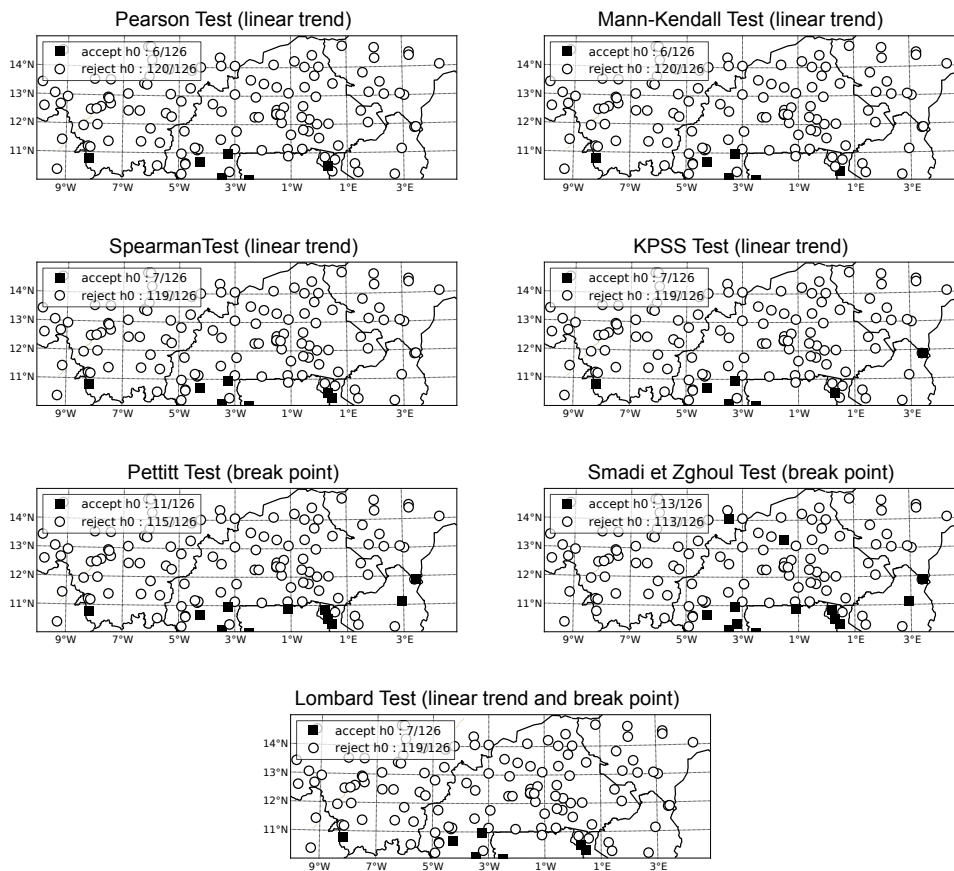 Pearson Test (linear trend)
accept h0 : 6/126
reject h0 : 120/126
14°N
13°N
12°N
11°N
9°W 7°W 5°W 3°W 1°W 1°E 3°E
Mann-Kendall Test (linear trend)
accept h0 : 6/126
reject h0 : 120/126
14°N
13°N
12°N
11°N
9°W 7°W 5°W 3°W 1°W 1°E 3°E
SpearmanTest (linear trend)
accept h0 : 7/126
reject h0 : 119/126
14°N
13°N
12°N
11°N
9°W 7°W 5°W 3°W 1°W 1°E 3°E
KPSS Test (linear trend)
accept h0 : 7/126
reject h0 : 119/126
14°N
13°N
12°N
11°N
9°W 7°W 5°W 3°W 1°W 1°E 3°E
Pettitt Test (break point)
accept h0 : 11/126
reject h0 : 115/126
14°N
13°N
12°N
11°N
9°W 7°W 5°W 3°W 1°W 1°E 3°E
Smadi et Zghoul Test (break point)
accept h0 : 13/126
reject h0 : 113/126
14°N
13°N
12°N
11°N
9°W 7°W 5°W 3°W 1°W 1°E 3°E
Lombard Test (linear trend and break point)
accept h0 : 7/126
reject h0 : 119/126
14°N
13°N
12°N
11°N
9°W 7°W 5°W 3°W 1°W 1°E 3°E